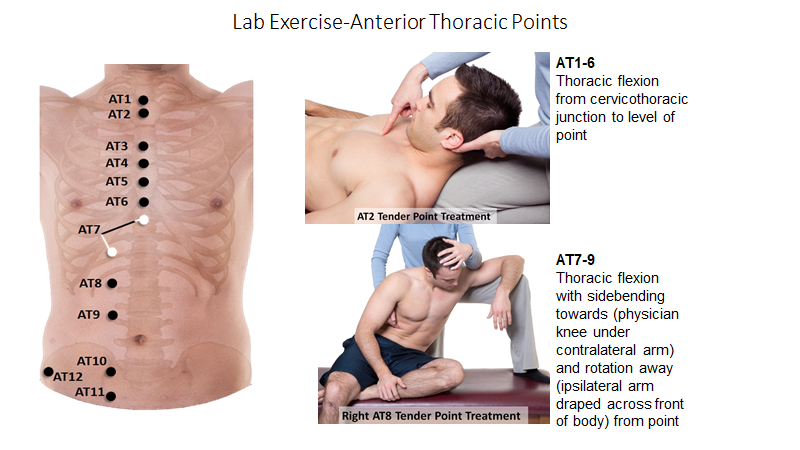 Lab Exercise-Anterior Thoracic Points
AT1
AT2
AT3
AT4
AT5
AT6
AT7
AT8
AT9
AT10
AT12
AT11
AT2 Tender Point Treatment
AT1-6
Thoracic flexion
from cervicothoracic
junction to level of
point
Right AT8 Tender Point Treatment
AT7-9
Thoracic flexion
with sidebending
towards (physician
knee under
contralateral arm)
and rotation away
(ipsilateral arm
draped across front
of body) from point